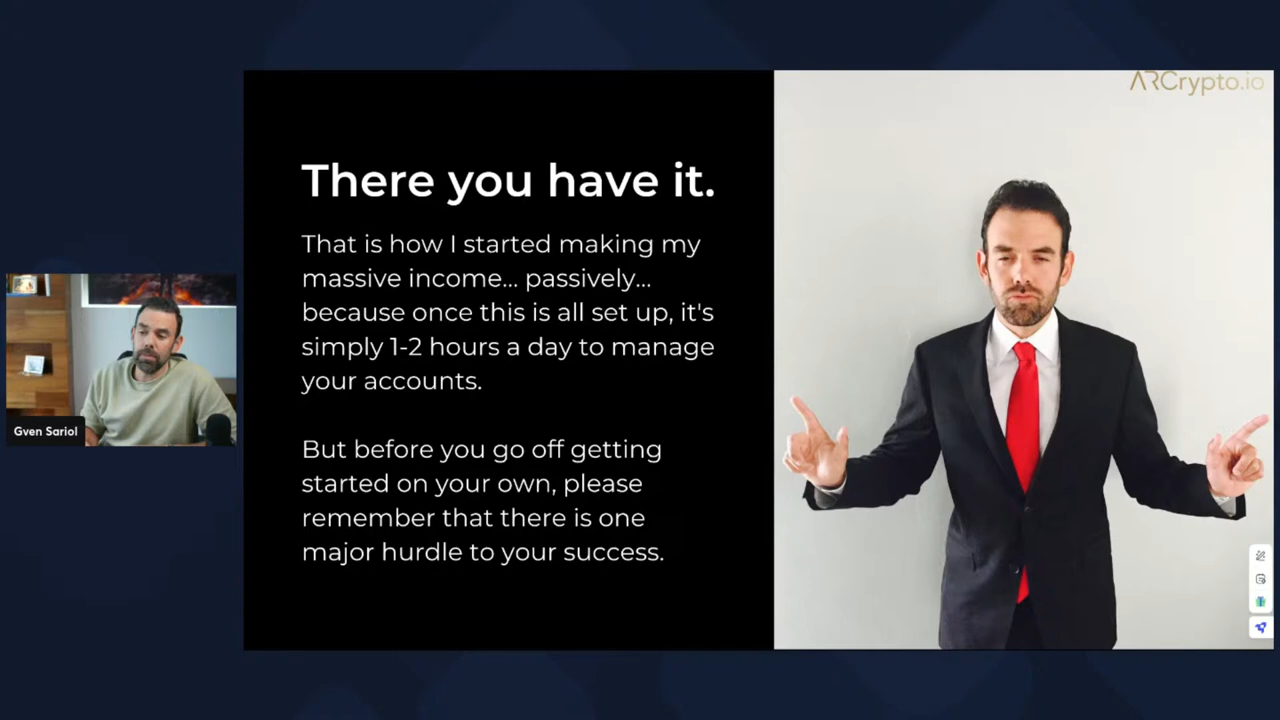 ARCrypto.io
There you have it.
That is how I started making my
massive income... passively...
because once this is all set up, it's
simply 1-2 hours a day to manage
your accounts.
But before you go off getting
started on your own, please
remember that there is one
major hurdle to your success.
Gven Sariol